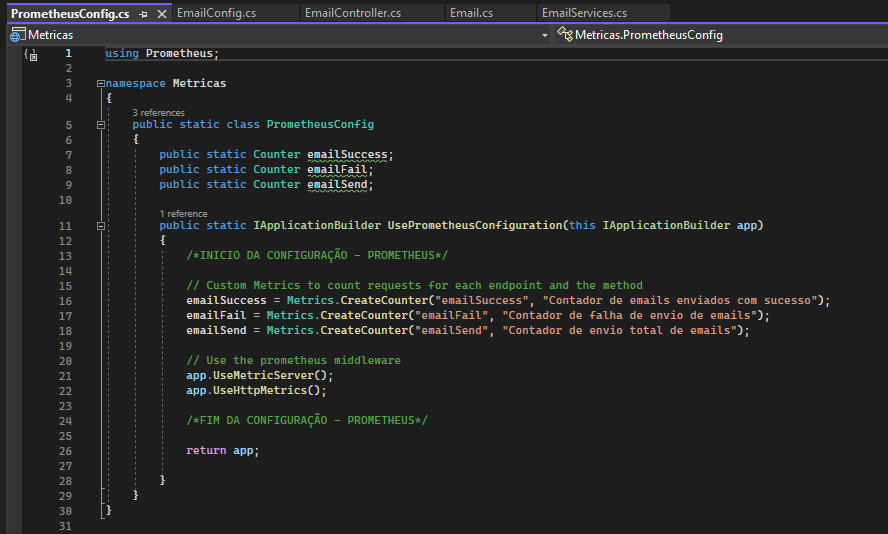 PrometheusConfig.cs
EmailConfig.cs
EmailController.cs
Email.cs
EmailServices.cs
Metricas
Metricas.PrometheusConfig
1 using Prometheus;
2
3 namespace Metricas
4 {
3 references
5 public static class PrometheusConfig
6 {
7 public static Counter emailSuccess;
8 public static Counter emailFail;
9 public static Counter emailSend;
10
1 reference
11 public static IApplicationBuilder UsePrometheusConfiguration(this IApplicationBuilder app)
12 {
13 /*INICIO DA CONFIGURAÇÃO - PROMETHEUS*/
14
15 // Custom Metrics to count requests for each endpoint and the method
16 emailSuccess = Metrics.CreateCounter("emailSuccess", "Contador de emails enviados com sucesso");
17 emailFail = Metrics.CreateCounter("emailFail", "Contador de falha de envio de emails");
18 emailSend = Metrics.CreateCounter("emailSend", "Contador de envio total de emails");
19
20 // Use the prometheus middleware
21 app.UseMetricServer();
22 app.UseHttpMetrics();
23
24 /*FIM DA CONFIGURAÇÃO - PROMETHEUS*/
25
26 return app;
27
28 }
29 }
30 }
31